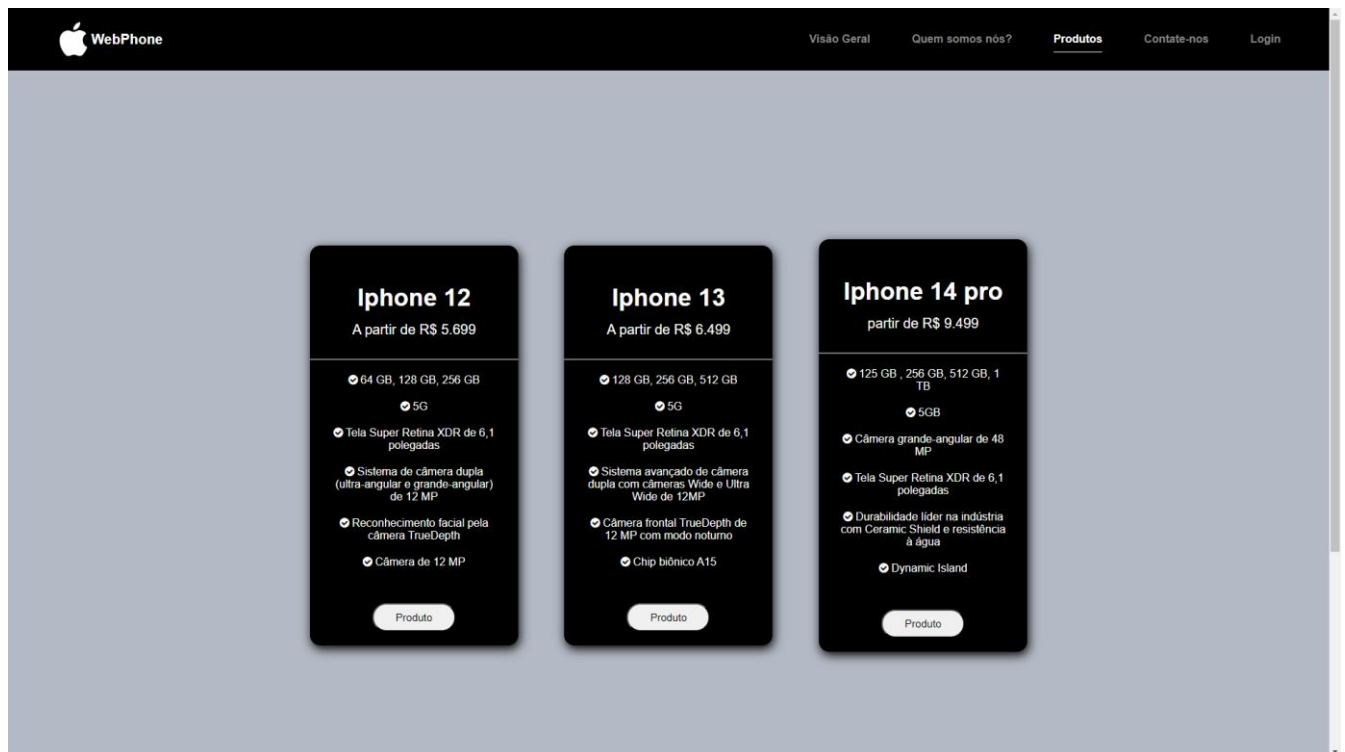 WebPhone
Visão Geral
Quem somos nós?
Produtos
Contate-nos
Login
Iphone 12
A partir de R$ 5.699
64 GB, 128 GB, 256 GB
5G
Tela Super Retina XDR de 6,1
polegadas
Sistema de câmera dupla
(ultra-angular e grande-angular)
de 12 MP
Reconhecimento facial pela
câmera TrueDepth
Câmera de 12 MP
Produto
Iphone 13
A partir de R$ 6.499
128 GB, 256 GB, 512 GB
5G
Tela Super Retina XDR de 6,1
polegadas
Sistema avançado de câmera
dupla com câmeras Wide e Ultra
Wide de 12MP
Câmera frontal TrueDepth de
12 MP com modo noturno
Chip biônico A15
Produto
Iphone 14 pro
partir de R$ 9.499
125 GB , 256 GB, 512 GB, 1
TB
5GB
Câmera grande-angular de 48
MP
Tela Super Retina XDR de 6,1
polegadas
Durabilidade líder na indústria
com Ceramic Shield e resistência
à água
Dynamic Island
Produto